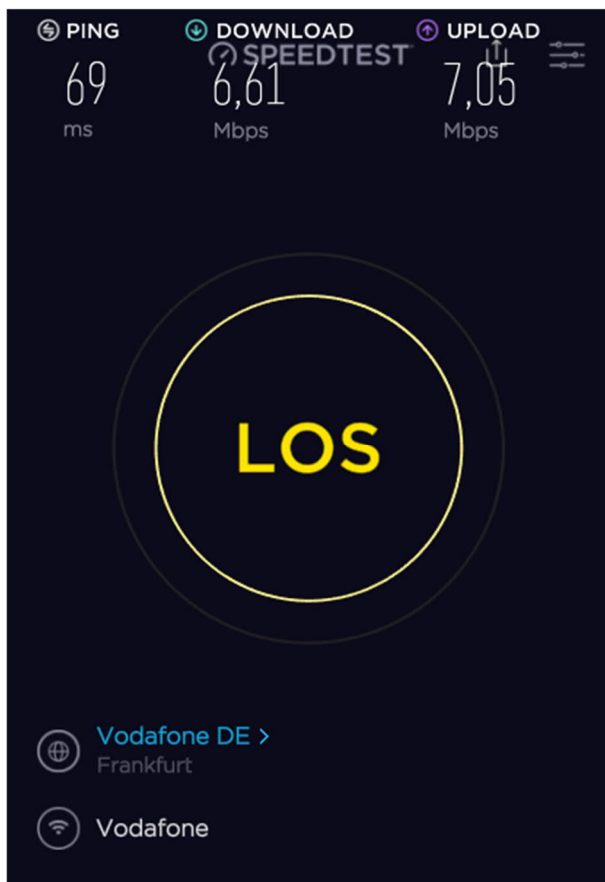 PING DOWNLOAD UPLOAD
SPEEDTEST
69 6,61 7,05
ms Mbps Mbps
LOS
Vodafone DE >
Frankfurt
Vodafone